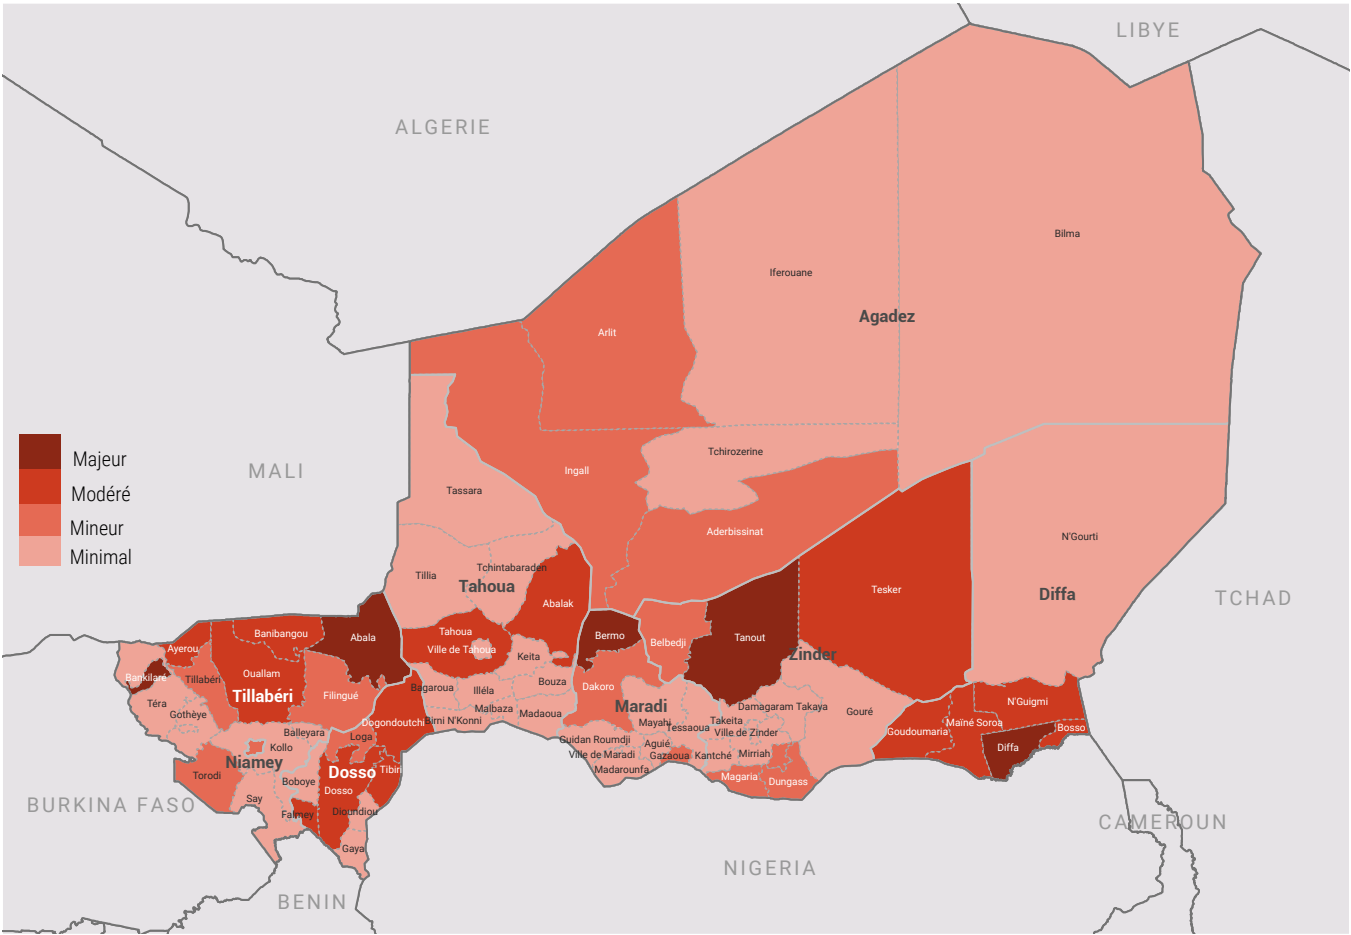 LIBYE
ALGERIE
Bilma
Iferouane
Agadez
Arlit
Tchirozerine
Ingall
Majeur
MALI
Modéré
Tassara
Mineur
Aderbissinat
N'Gourti
Minimal
Tchintabaraden
Tillia
Tahoua
Tesker
Diffa
TCHAD
Abalak
Tahoua
Banibangou
Abala
Bermo
Tanout
Belbedji
Ayerou
Ville de Tahoua
Keita
Zinder
Ouallam
Bankilaré
Tillabéri
Bouza
Bagaroua
Illéla
Dakoro
Tillabéri
Filingué
Téra
Gothèye
Malbaza
Madaoua
Maradi
Damagaram Takaya
Gouré
N'Guigmi
Dogondoutchi
Birni N'Konni
Mayahi
Tessaoua
Takeita
Maïné Soroa
Bosso
Balleyara
Loga
Ville de Zinder
Goudoumaria
Kollo
Guidan Roumdji
Aguié
Diffa
Niamey
Ville de Maradi
Gazaoua
Kantché
Mirriah
Torodi
Dosso
Tibiri
Madarounfa
Magaria
Dungass
Boboye
Dosso
Say
BURKINA FASO
Falmey
Dioundiou
CAMEROUN
Gaya
NIGERIA
BENIN